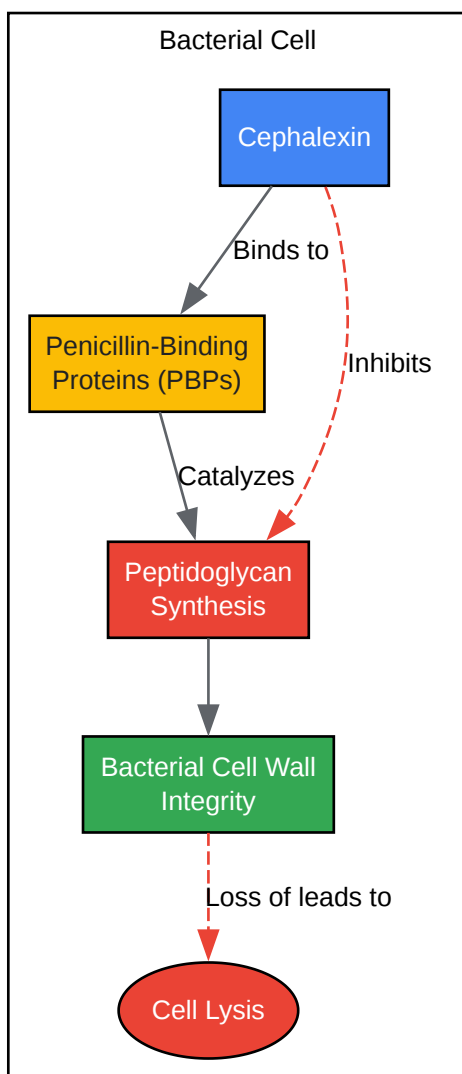 Bacterial Cell
Cephalexin
Binds to
Penicillin-Binding
Proteins (PBPs)
Inhibits
Catalyzes
Peptidoglycan
Synthesis
Bacterial Cell Wall
Integrity
Loss of leads to
Cell Lysis